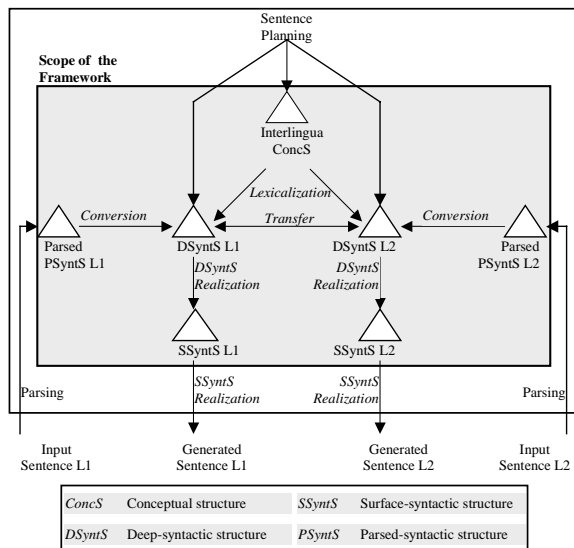 Sentence
Planning
Scope of the
Framework
Interlingua
ConcS
Lexicalization
Conversion
Transfer
Conversion
Parsed
PSyntS L1
DSyntS L1
DSyntS L2
Parsed
PSyntS L2
DSyntS
Realization
DSyntS
Realization
SSyntS L1
SSyntS L2
Parsing
SSyntS
Realization
SSyntS
Realization
Parsing
Input
Sentence L1
Generated
Sentence L1
Generated
Sentence L2
Input
Sentence L2
ConcS Conceptual structure SSyntS Surface-syntactic structure
DSyntS Deep-syntactic structure PSyntS Parsed-syntactic structure